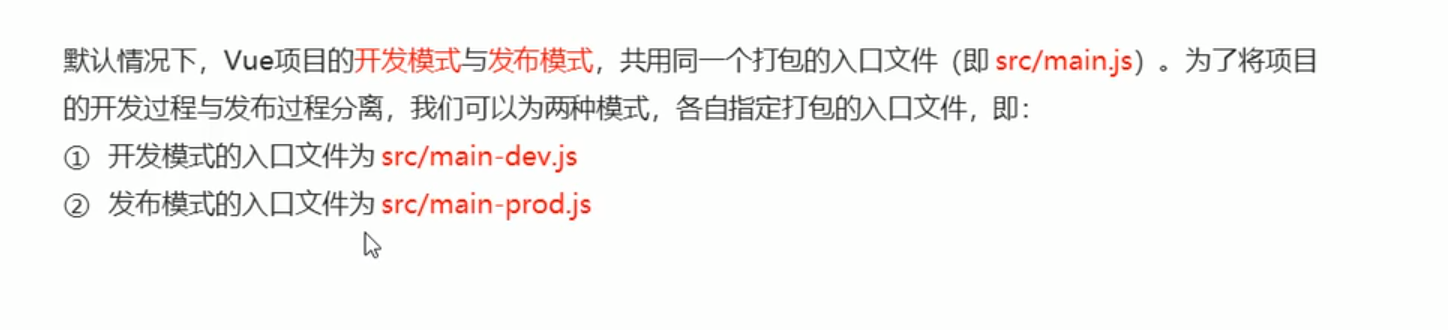 默认情况下，Vue项目的开发模式与发布模式，共用同一个打包的入口文件（即 src/main.js）。为了将项目
的开发过程与发布过程分离，我们可以为两种模式，各自指定打包的入口文件，即：
① 开发模式的入口文件为 src/main-dev.js
② 发布模式的入口文件为 src/main-prod.js